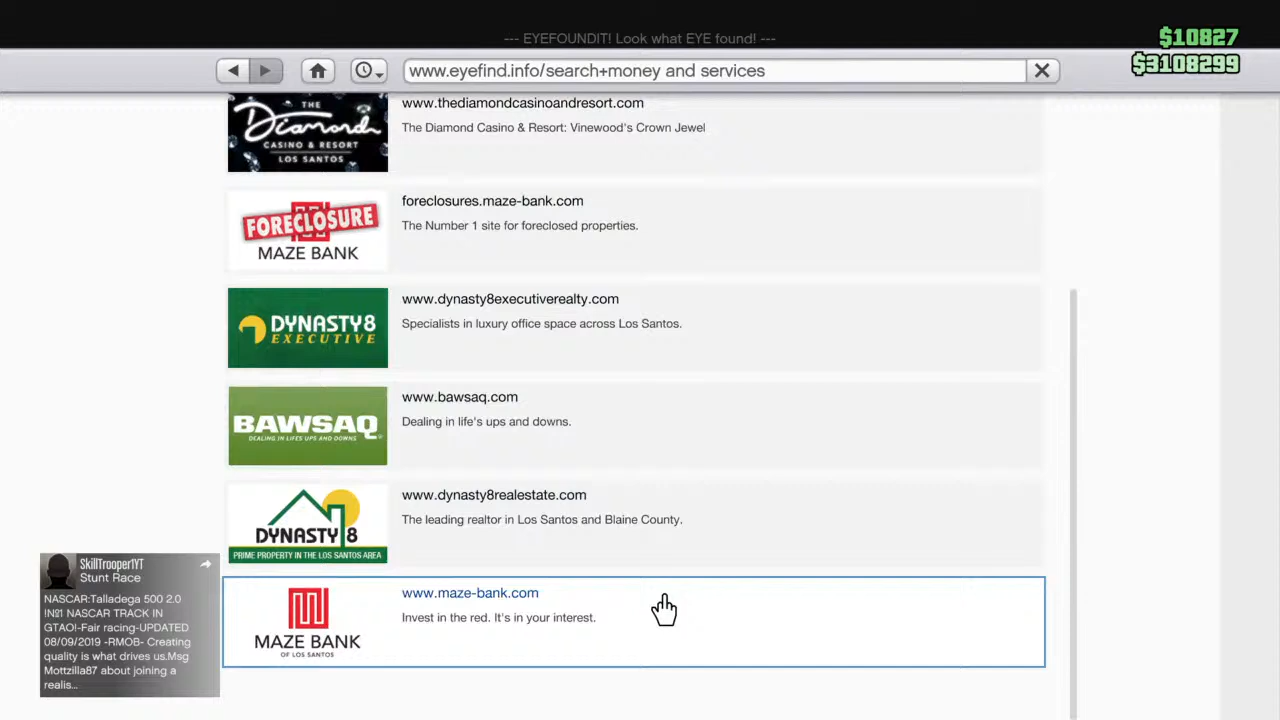 --- EYEFOUNDIT! Look what EYE found! ---
$10827
$3108299
www.eyefind.info/search+money and services
THE
Diamond
CASINO & RESORT
LOS SANTOS
www.thediamondcasinoandresort.com
The Diamond Casino & Resort: Vinewood's Crown Jewel
FORECLOSURE
MAZE BANK
foreclosures.maze-bank.com
The Number 1 site for foreclosed properties.
DYNASTY8
EXECUTIVE
www.dynasty8executiverealty.com
Specialists in luxury office space across Los Santos.
BAWSAQ
DEALING IN LIFES UPS AND DOWNS
www.bawsaq.com
Dealing in life's ups and downs.
DYNASTY 8
PRIME PROPERTY IN THE LOS SANTOS AREA
www.dynasty8realestate.com
The leading realtor in Los Santos and Blaine County.
MAZE BANK
OF LOS SANTOS
www.maze-bank.com
Invest in the red. It's in your interest.
SkillTrooper1YT
Stunt Race
NASCAR:Talladega 500 2.0
!N21 NASCAR TRACK IN
GTAO!-Fair racing-UPDATED
08/09/2019 -RMOB- Creating
quality is what drives us.Msg
Mottzilla87 about joining a
realis...